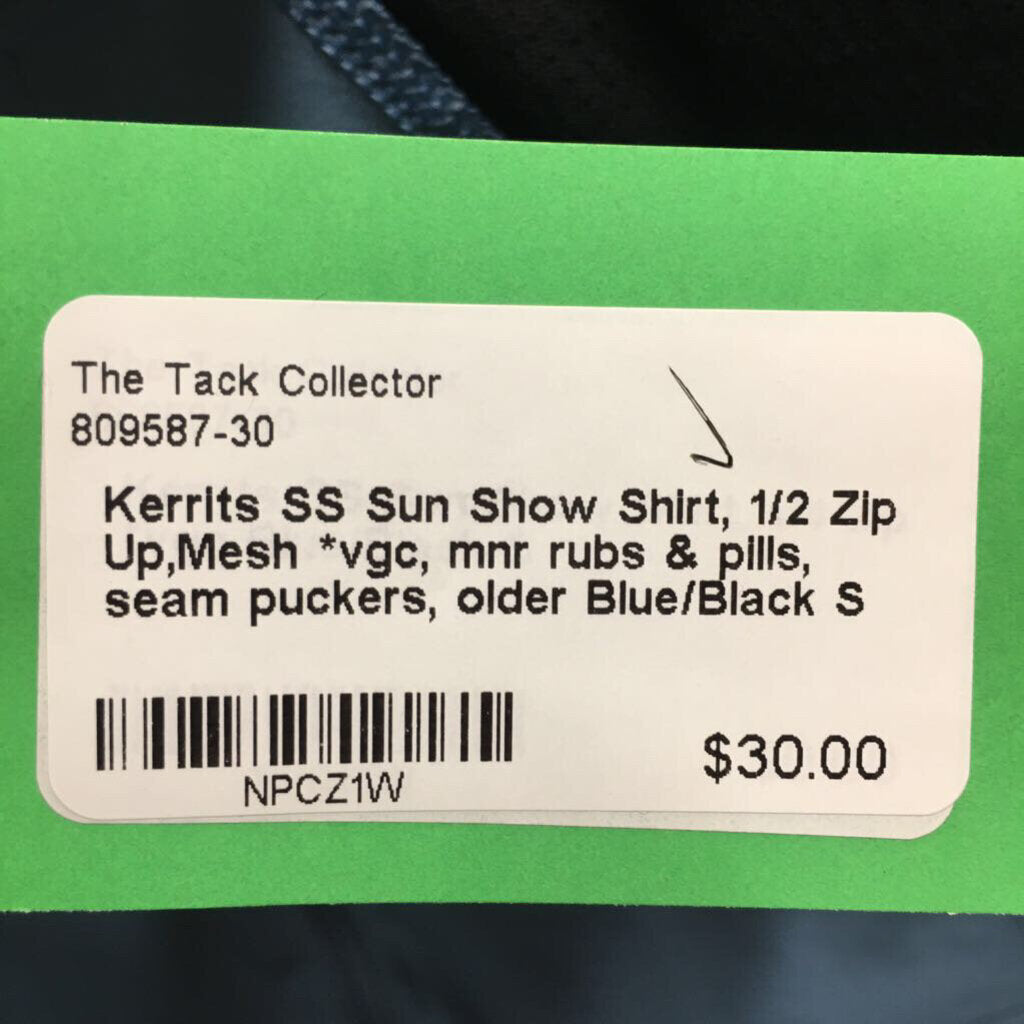 The Tack Collector
809587-30
Kerrits SS Sun Show Shirt, 1/2 Zip
Up,Mesh *vgc, mnr rubs & pills,
seam puckers, older Blue/Black S
NPCZ1W
$30.00